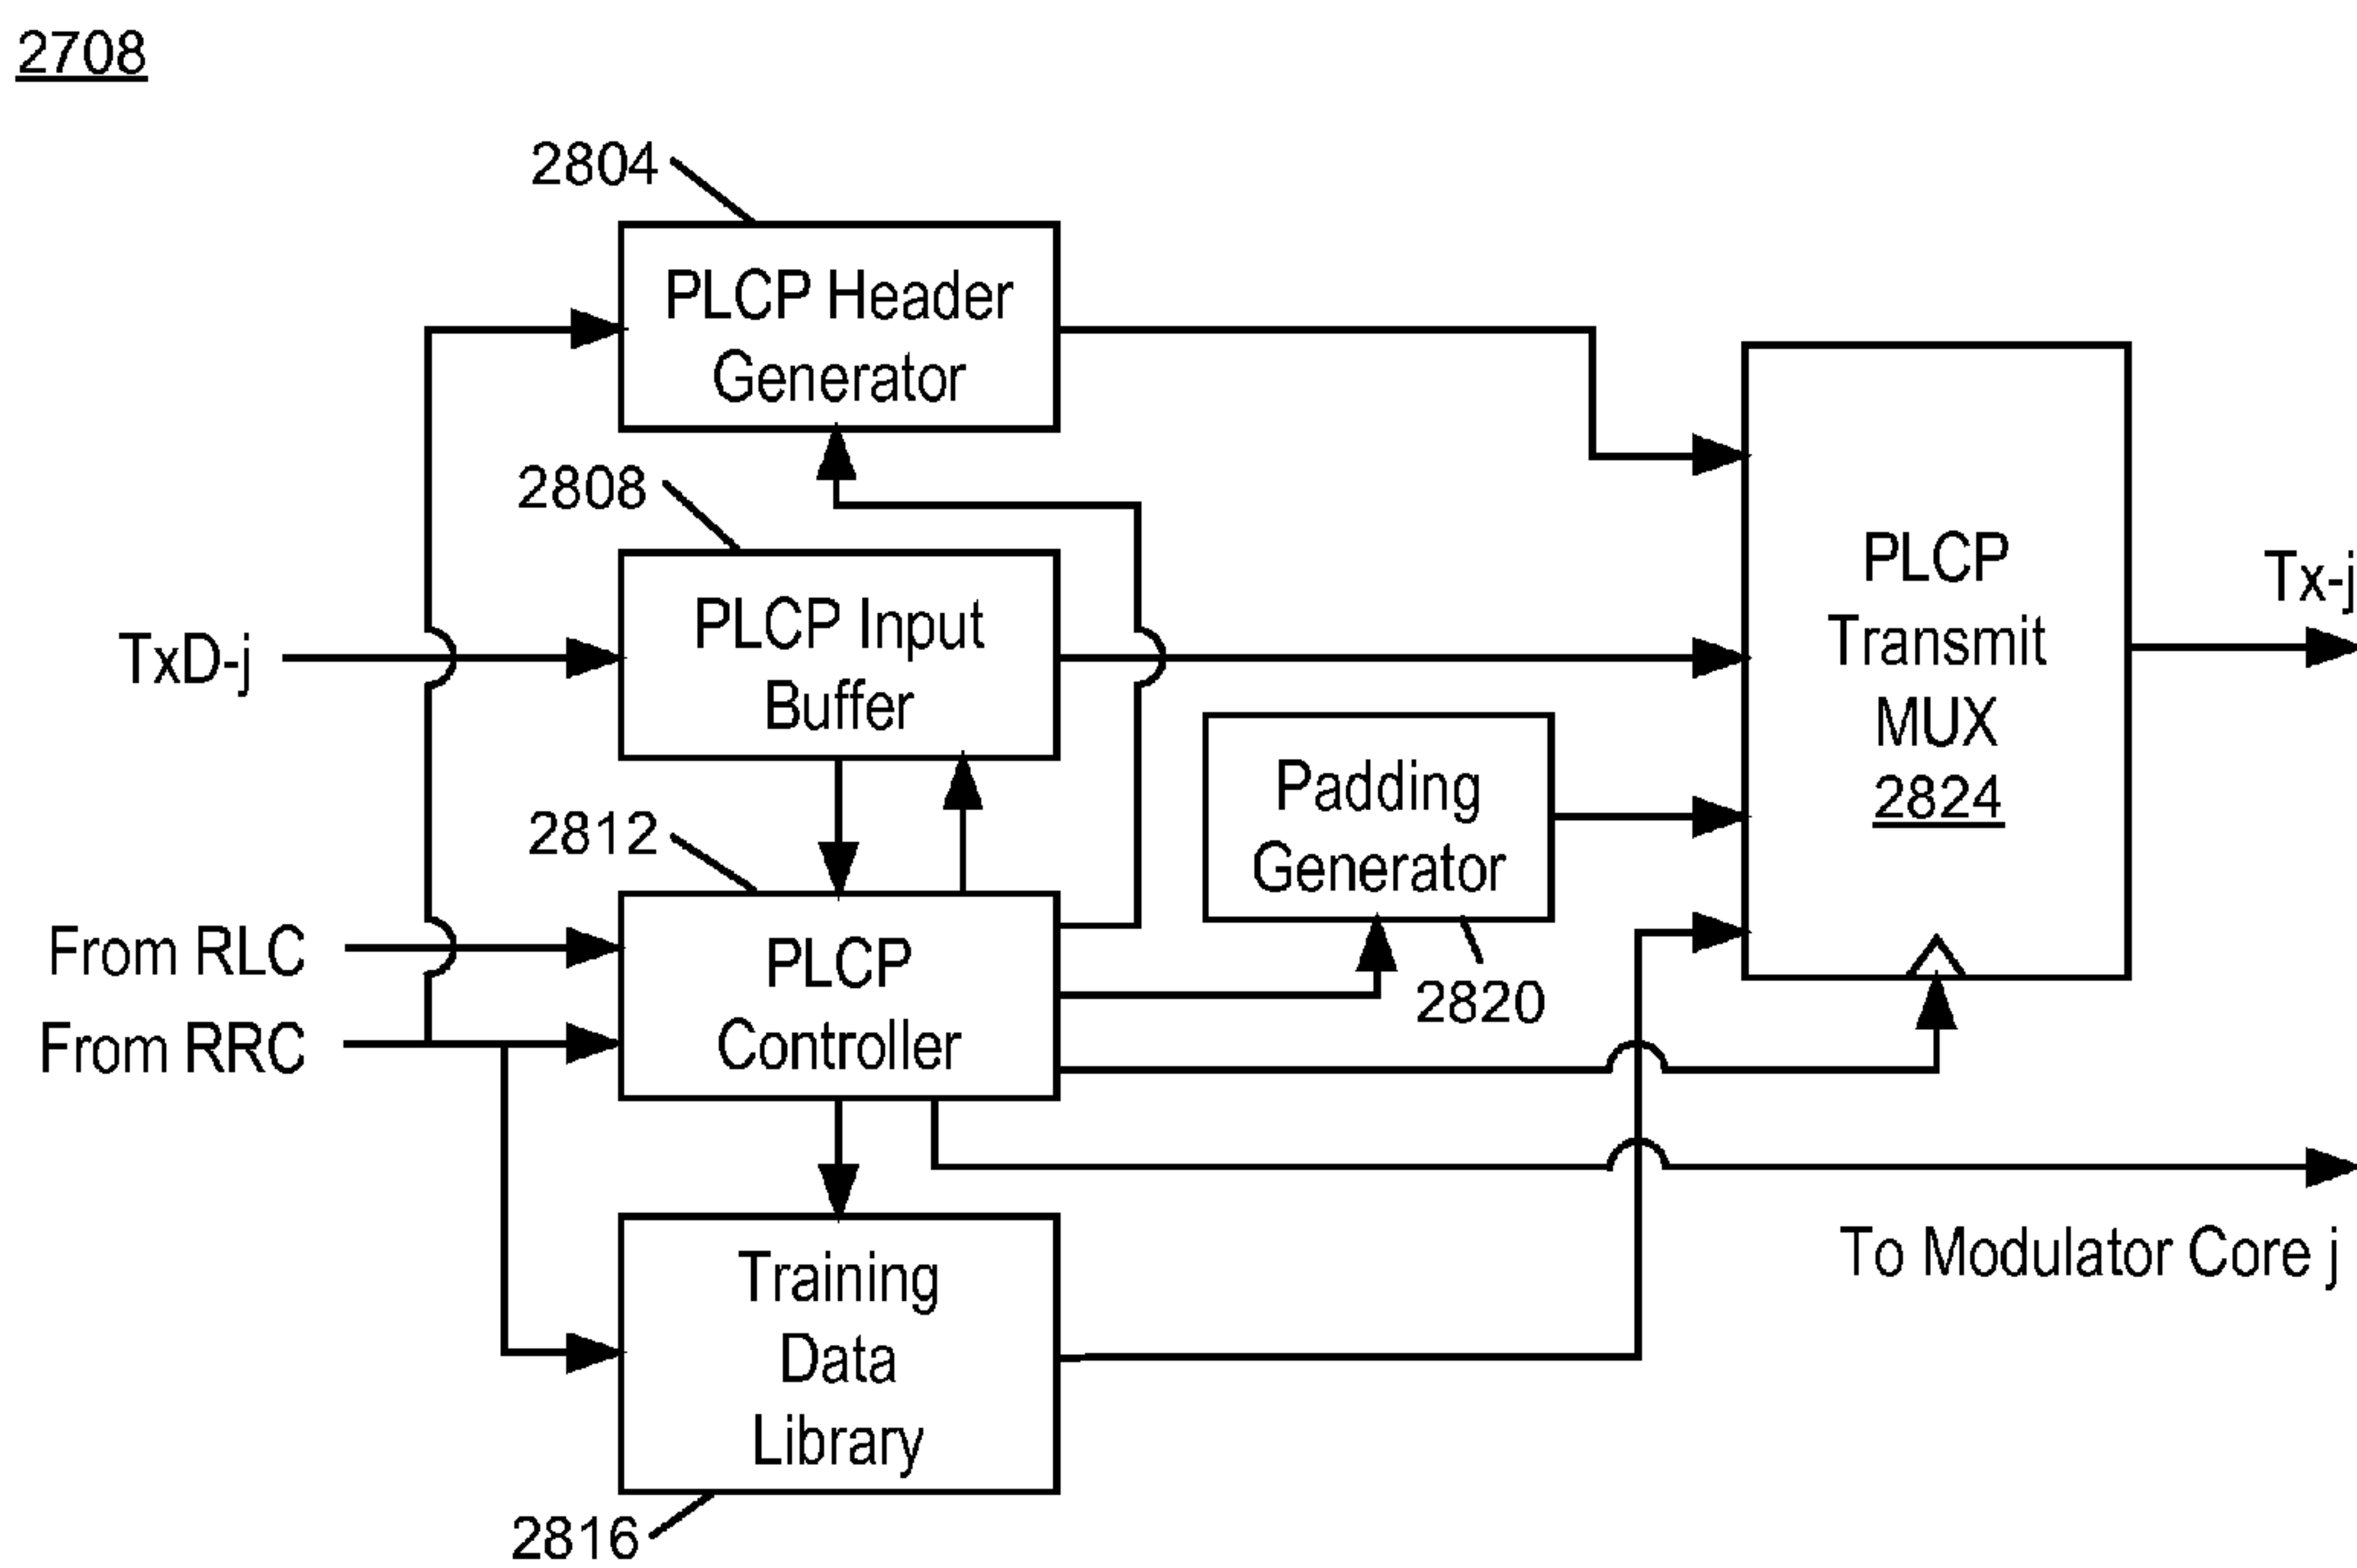 2708
2804
PLCP Header
Generator
2808
PLCP Input
Buffer
TxD-j
PLCP
Transmit
MUX
2824
Tx-j
Padding
Generator
2820
2812
From RLC
From RRC
PLCP
Controller
To Modulator Core j
Training
Data
Library
2816